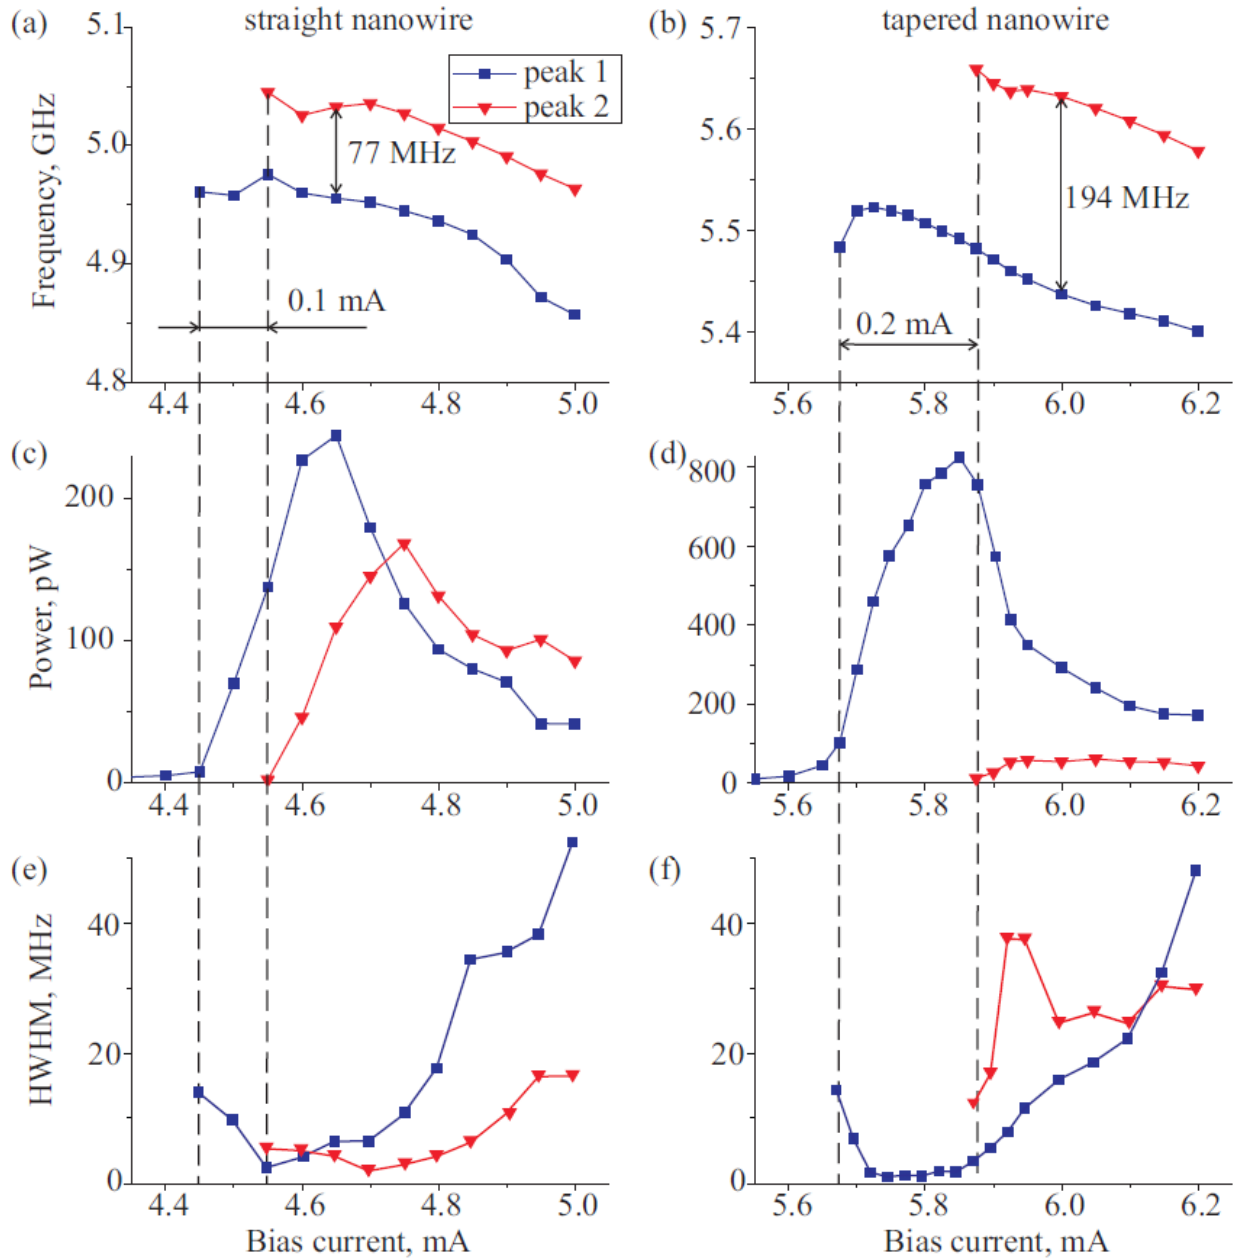 (a) straight nanowire
(b) tapered nanowire
peak 1
peak 2
Frequency, GHz
5.1
5.0
4.9
4.8
77 MHz
0.1 mA
4.4 4.6 4.8 5.0
5.7
5.6
5.5
5.4
194 MHz
0.2 mA
5.6 5.8 6.0 6.2
(c)
Power, pW
200
100
0
4.4 4.6 4.8 5.0
(d)
800
600
400
200
0
5.6 5.8 6.0 6.2
(e)
HWHM, MHz
40
20
0
4.4 4.6 4.8 5.0
Bias current, mA
(f)
40
20
0
5.6 5.8 6.0 6.2
Bias current, mA